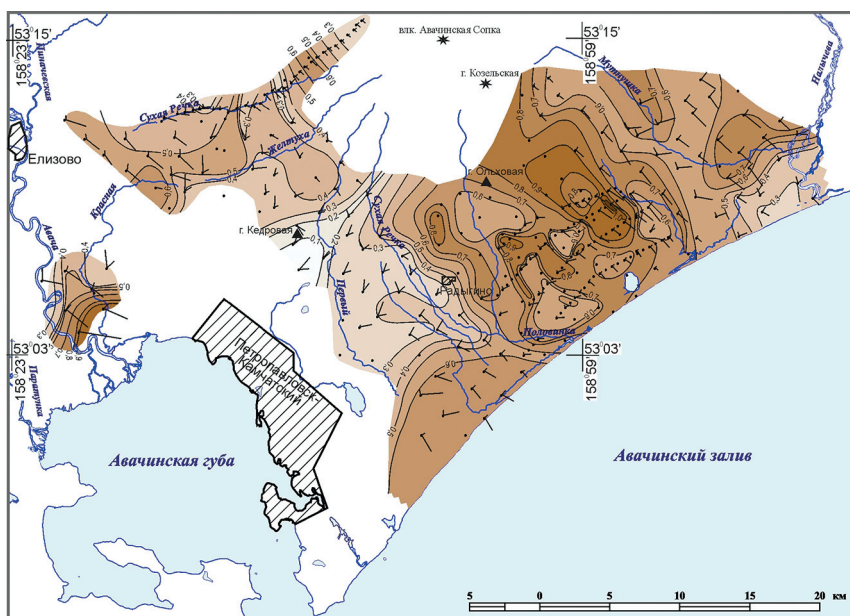 53°15'
158°23'
влк. Авачинская Сопка
53°15'
158°59'
г. Козельская
Пиначевская
Мутнушка
Налычева
Сухая Речка
Елизово
Желтуха
Красная
г. Ольховая
Сухая Речка
Авача
г. Кедровая
Радыгино
Первый
Половинка
53°03
158°23'
53°03
158°59'
Паратунка
Петропавловск-
Камчатский
Авачинская губа
Авачинский залив
5 0 5 10 15 20 км